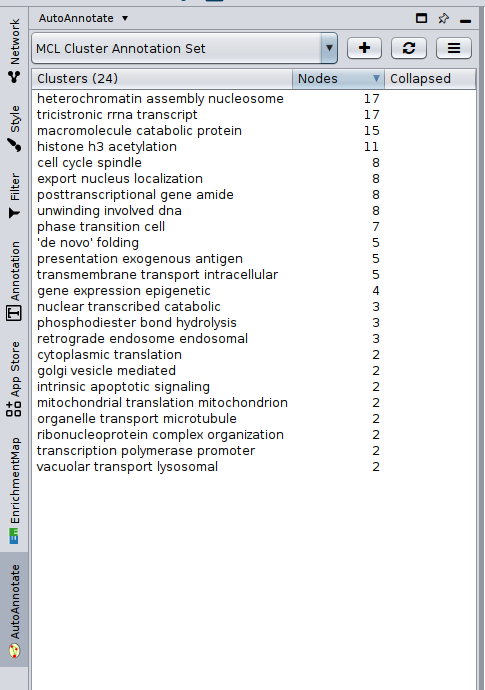 AutoAnnotate
MCL Cluster Annotation Set
Clusters (24) Nodes Collapsed
heterochromatin assembly nucleosome 17
tricistronic rrna transcript 17
macromolecule catabolic protein 15
histone h3 acetylation 11
cell cycle spindle 8
export nucleus localization 8
posttranscriptional gene amide 8
unwinding involved dna 8
phase transition cell 7
'de novo' folding 5
presentation exogenous antigen 5
transmembrane transport intracellular 5
gene expression epigenetic 4
nuclear transcribed catabolic 3
phosphodiester bond hydrolysis 3
retrograde endosome endosomal 3
cytoplasmic translation 2
golgi vesicle mediated 2
intrinsic apoptotic signaling 2
mitochondrial translation mitochondrion 2
organelle transport microtubule 2
ribonucleoprotein complex organization 2
transcription polymerase promoter 2
vacuolar transport lysosomal 2
Network
Style
Filter
Annotation
App Store
EnrichmentMap
AutoAnnotate